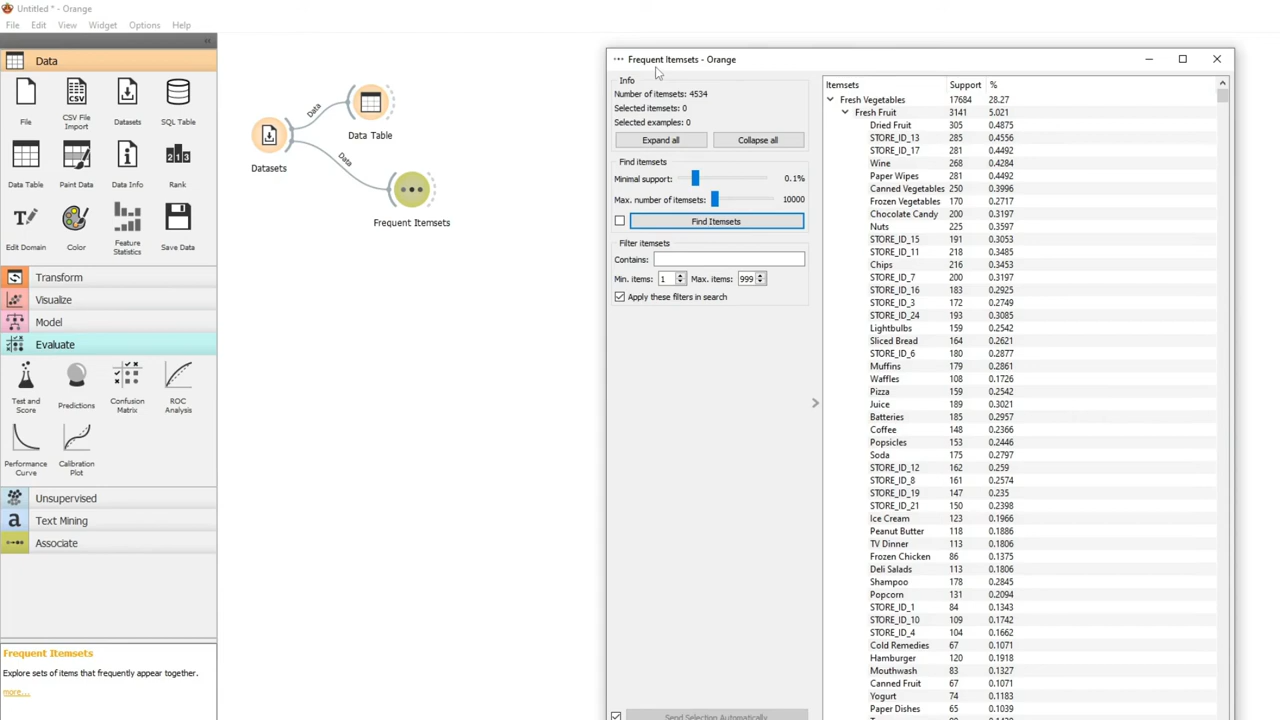 Untitled * - Orange
File Edit View Widget Options Help
Data
File CSV File Import Datasets SQL Table
Data Table Paint Data Data Info Rank
Edit Domain Color Feature Statistics Save Data
Transform
Visualize
Model
Evaluate
Test and Score Predictions Confusion Matrix ROC Analysis
Performance Curve Calibration Plot
Unsupervised
Text Mining
Associate
Frequent Itemsets
Explore sets of items that frequently appear together.
more...
Datasets
Data
Data Table
Data
Frequent Itemsets
Frequent Itemsets - Orange
Info
Number of itemsets: 4534
Selected itemsets: 0
Selected examples: 0
Expand all Collapse all
Find itemsets
Minimal support: 0.1%
Max. number of itemsets: 10000
Find Itemsets
Filter itemsets
Contains:
Min. items: 1 Max. items: 999
Apply these filters in search
Send Selection Automatically
Itemsets Support %
Fresh Vegetables 17684 28.27
Fresh Fruit 3141 5.021
Dried Fruit 305 0.4875
STORE_ID_13 285 0.4556
STORE_ID_17 281 0.4492
Wine 268 0.4284
Paper Wipes 281 0.4492
Canned Vegetables 250 0.3996
Frozen Vegetables 170 0.2717
Chocolate Candy 200 0.3197
Nuts 225 0.3597
STORE_ID_15 191 0.3053
STORE_ID_11 218 0.3485
Chips 216 0.3453
STORE_ID_7 200 0.3197
STORE_ID_16 183 0.2925
STORE_ID_3 172 0.2749
STORE_ID_24 193 0.3085
Lightbulbs 159 0.2542
Sliced Bread 164 0.2621
STORE_ID_6 180 0.2877
Muffins 179 0.2861
Waffles 108 0.1726
Pizza 159 0.2542
Juice 189 0.3021
Batteries 185 0.2957
Coffee 148 0.2366
Popsicles 153 0.2446
Soda 175 0.2797
STORE_ID_12 162 0.259
STORE_ID_8 161 0.2574
STORE_ID_19 147 0.235
STORE_ID_21 150 0.2398
Ice Cream 123 0.1966
Peanut Butter 118 0.1886
TV Dinner 113 0.1806
Frozen Chicken 86 0.1375
Deli Salads 113 0.1806
Shampoo 178 0.2845
Popcorn 131 0.2094
STORE_ID_1 84 0.1343
STORE_ID_10 109 0.1742
STORE_ID_4 104 0.1662
Cold Remedies 67 0.1071
Hamburger 120 0.1918
Mouthwash 83 0.1327
Canned Fruit 67 0.1071
Yogurt 74 0.1183
Paper Dishes 65 0.1039